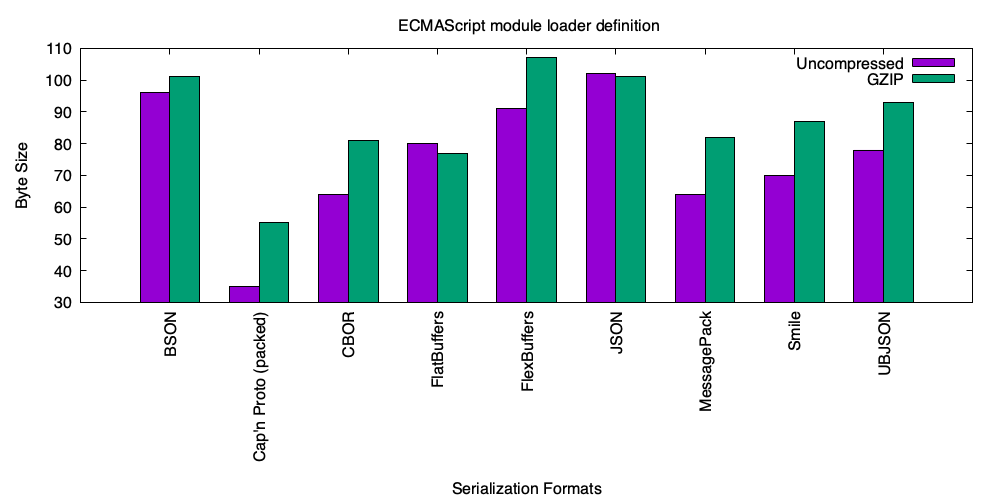 ECMAScript module loader definition
110
100
90
80
70
60
50
40
30
Byte Size
Uncompressed
GZIP
BSON
Cap'n Proto (packed)
CBOR
FlatBuffers
FlexBuffers
JSON
MessagePack
Smile
UBJSON
Serialization Formats